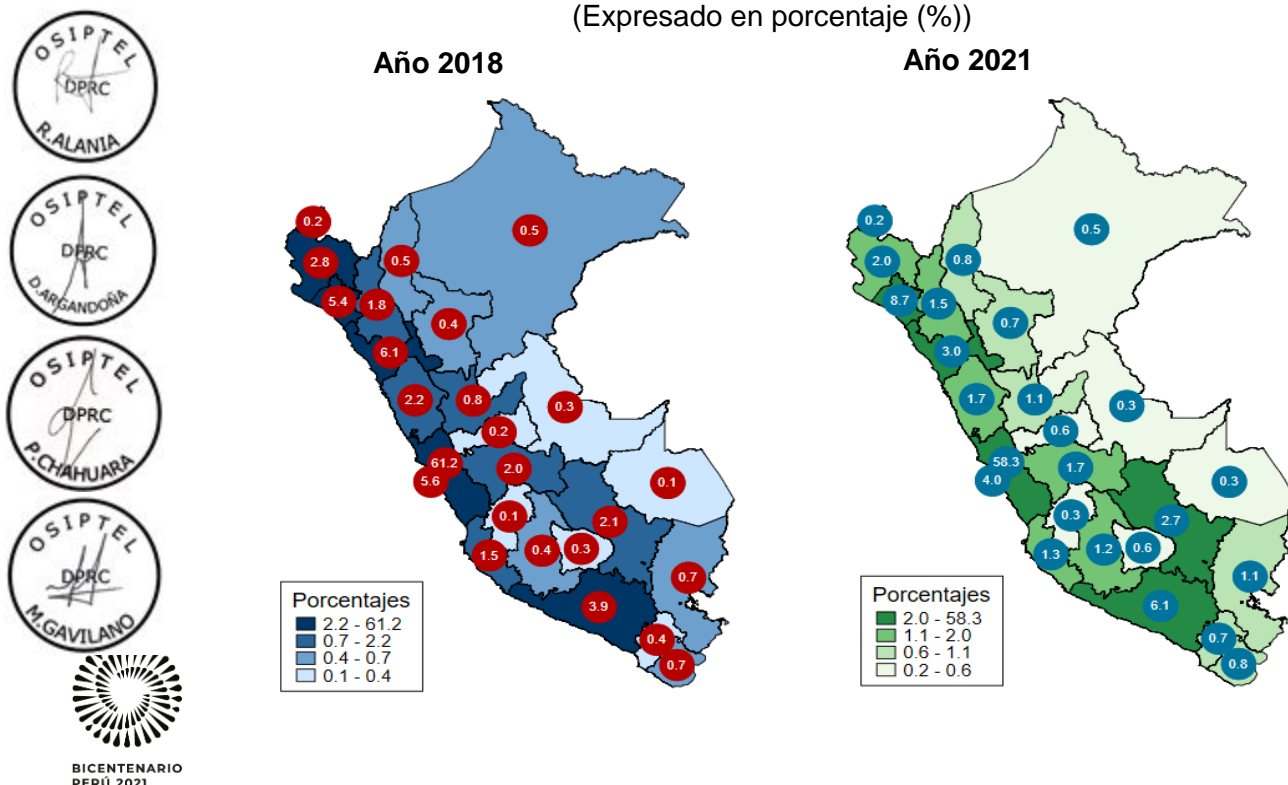 (Expresado en porcentaje (%))
Año 2018
Año 2021
OSIPTEL
DPRC
R.ALANIA
OSIPTEL
DPRC
D.ARGANDOÑA
OSIPTEL
DPRC
P.CHAHUARA
OSIPTEL
DPRC
M.GAVILANO
BICENTENARIO
PERÚ 2021
0.2
2.8
0.5
0.5
5.4
1.8
0.4
6.1
2.2
0.8
0.3
0.2
61.2
2.0
5.6
0.1
0.1
2.1
1.5
0.4
0.3
0.7
3.9
0.4
0.7
Porcentajes
2.2 - 61.2
0.7 - 2.2
0.4 - 0.7
0.1 - 0.4
0.2
2.0
0.8
0.5
8.7
1.5
0.7
3.0
1.7
1.1
0.3
0.6
58.3
1.7
4.0
0.3
0.3
2.7
1.3
1.2
0.6
1.1
6.1
0.7
0.8
Porcentajes
2.0 - 58.3
1.1 - 2.0
0.6 - 1.1
0.2 - 0.6